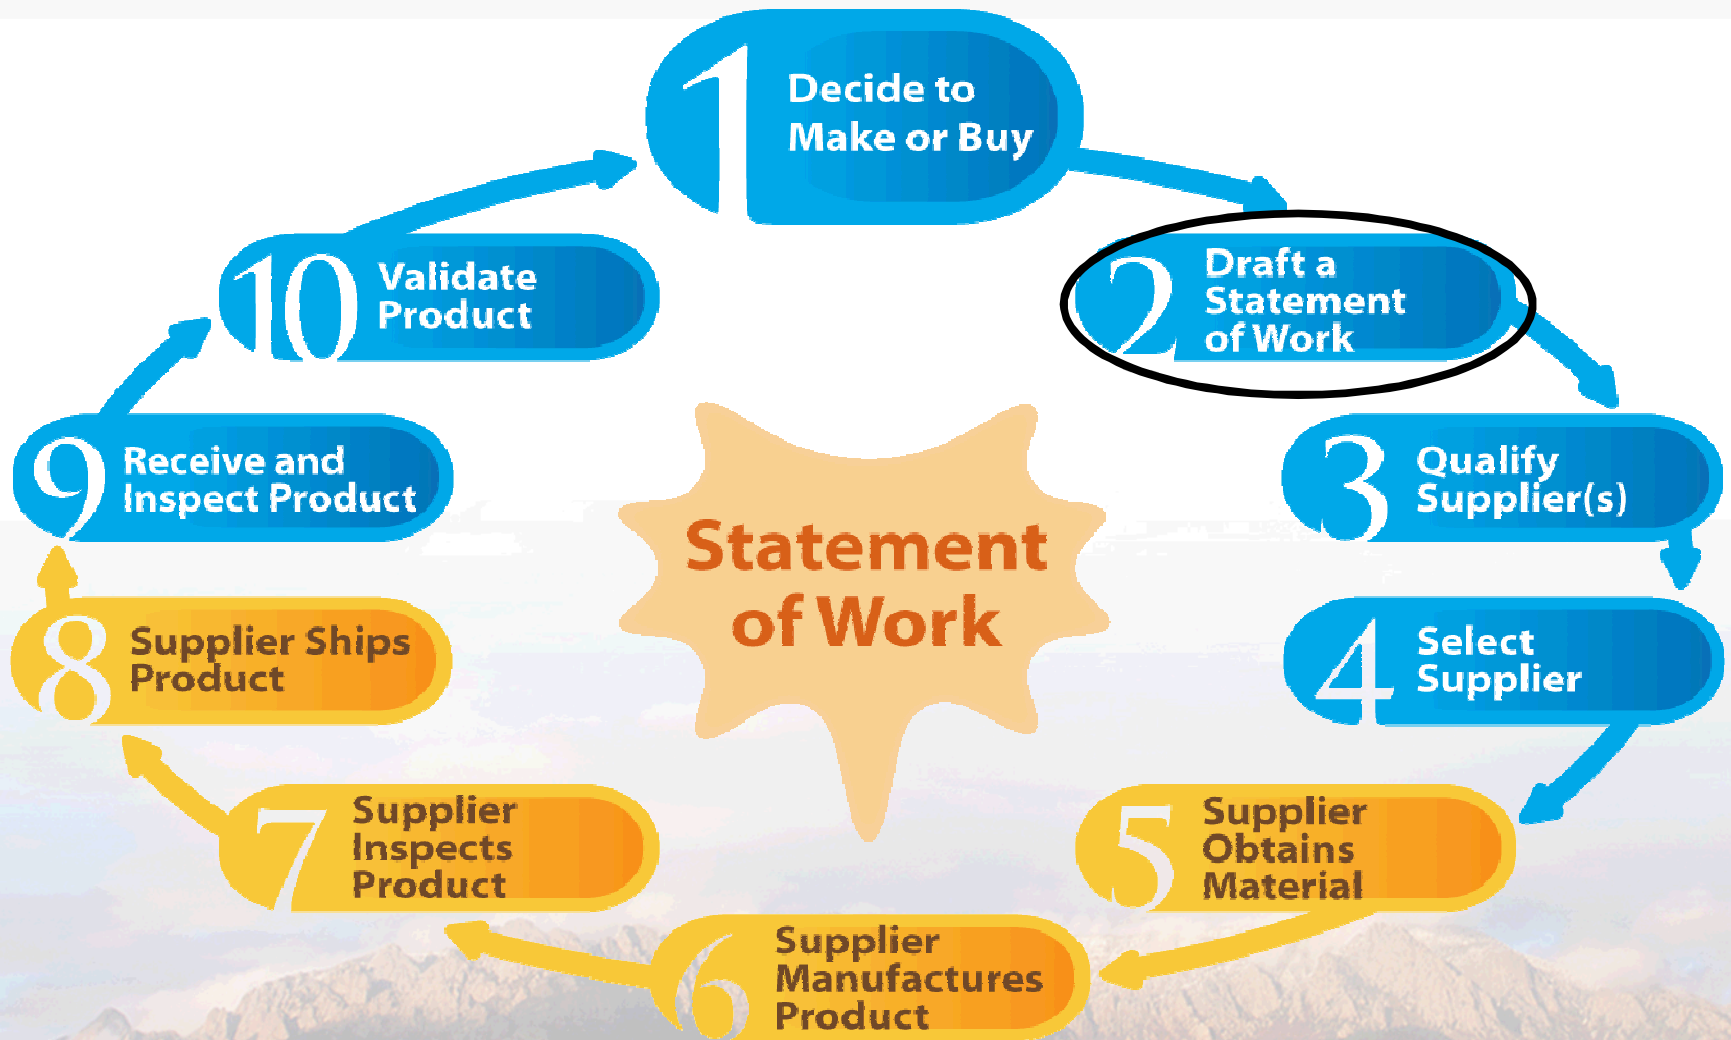 1
Decide to
Make or Buy
2
Draft a
Statement
of Work
3
Qualify
Supplier(s)
4
Select
Supplier
5
Supplier
Obtains
Material
6
Supplier
Manufactures
Product
7
Supplier
Inspects
Product
8
Supplier Ships
Product
9
Receive and
Inspect Product
10
Validate
Product
Statement
of Work